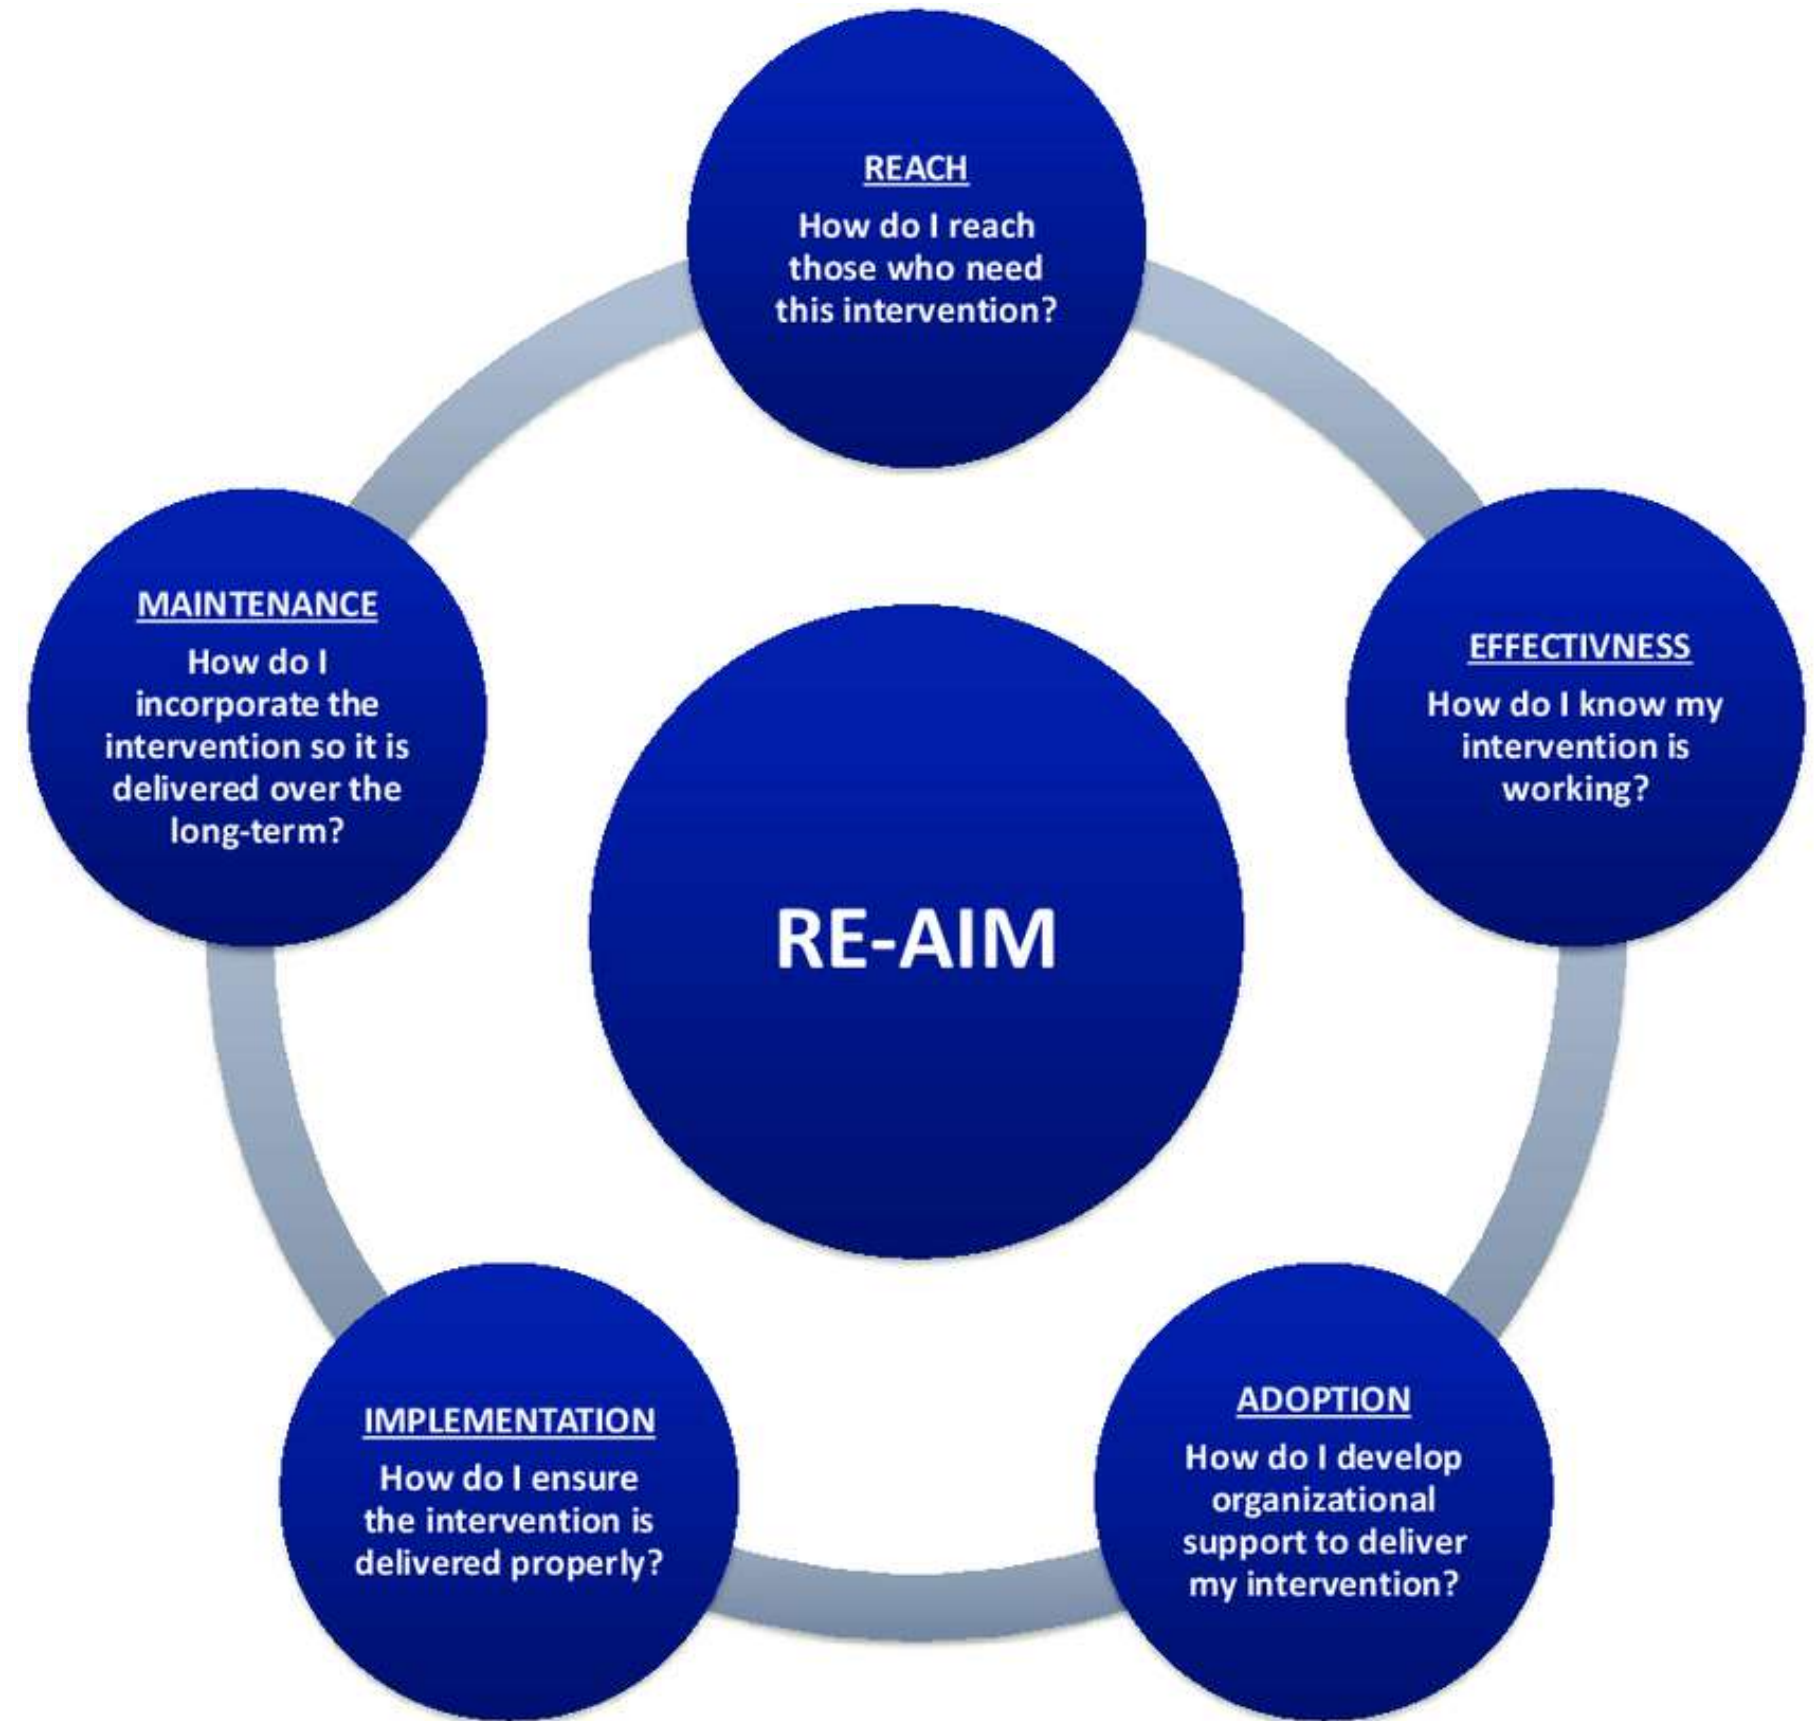 REACH
How do I reach
those who need
this intervention?
EFFECTIVNESS
How do I know my
intervention is
working?
ADOPTION
How do I develop
organizational
support to deliver
my intervention?
IMPLEMENTATION
How do I ensure
the intervention is
delivered properly?
MAINTENANCE
How do I
incorporate the
intervention so it is
delivered over the
long-term?
RE-AIM